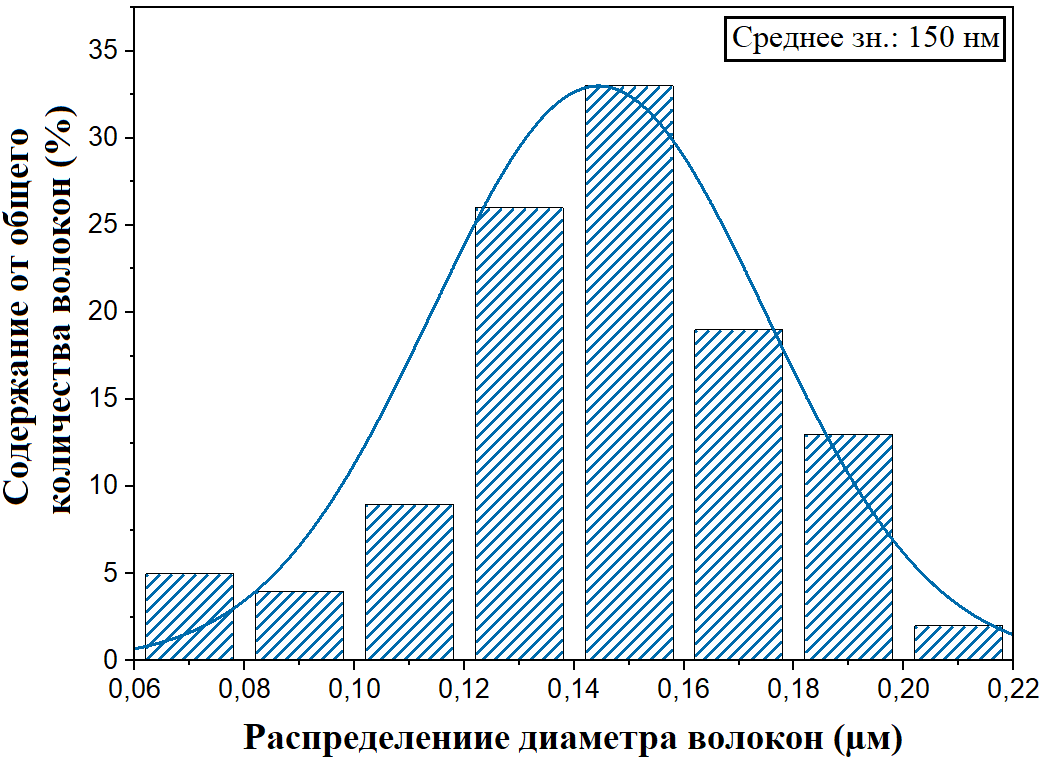 Среднее зн.: 150 нм
Содержание от общего
количества волокон (%)
35
30
25
20
15
10
5
0
0,06 0,08 0,10 0,12 0,14 0,16 0,18 0,20 0,22
Распределениие диаметра волокон (μм)